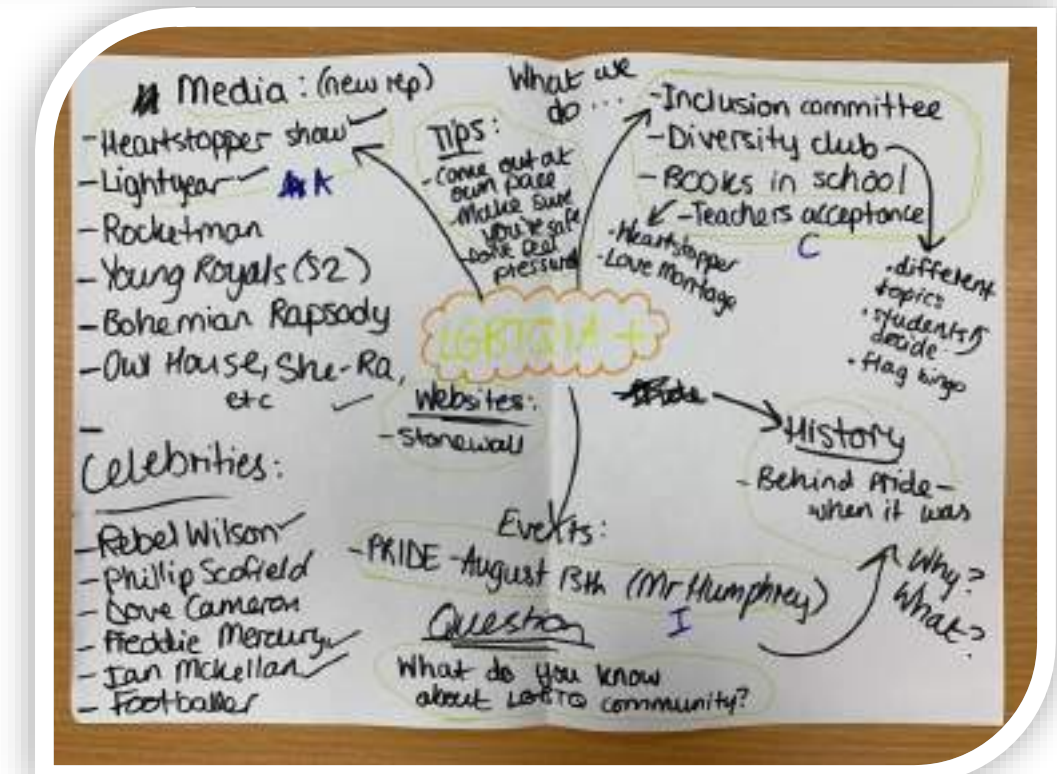 Media: (new rep)
- Heartstopper show
- Lightyear A
- Rocketman
- Young Royals (S2)
- Bohemian Rapsody
- Owl House, She-Ra,
etc
Celebrities:
- Rebel Wilson
- Phillip Scofield
- Dove Cameron
- Freddie Mercury
- Ian Mckellan
- Footballer
Tips:
- Come out at
own pace
- Make sure
you're safe
- don't feel
pressured
What we
do ...
- Inclusion committee
- Diversity club
- Books in school
- Teachers acceptance
C
- Heartstopper
- Love Montage
• different
topics
• students
decide
• flag bingo
LGBTQIA +
Websites:
- Stonewall
History
- Behind Pride -
when it was
Why?
What?
Events:
- PRIDE - August 13th (Mr Humphrey)
I
Question
What do you know
about LGBTQ community?